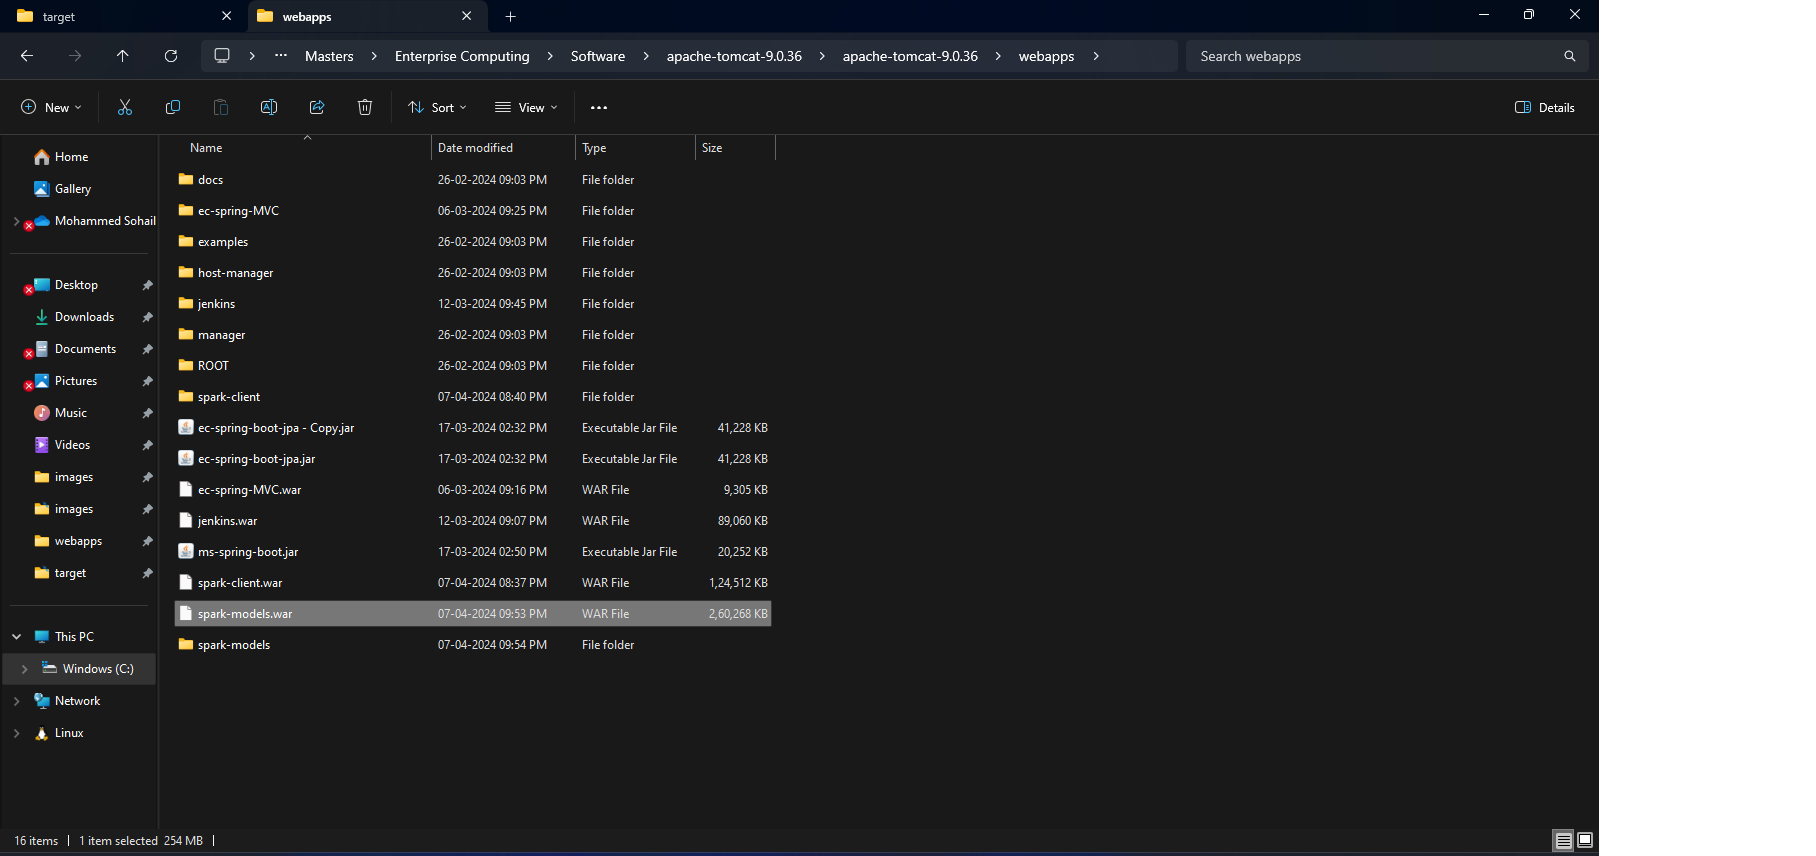 target
webapps
Masters > Enterprise Computing > Software > apache-tomcat-9.0.36 > apache-tomcat-9.0.36 > webapps >
Search webapps
New
Sort
View
Details
Home
Gallery
Mohammed Sohail
Desktop
Downloads
Documents
Pictures
Music
Videos
images
images
webapps
target
This PC
Windows (C:)
Network
Linux
Name Date modified Type Size
docs 26-02-2024 09:03 PM File folder
ec-spring-MVC 06-03-2024 09:25 PM File folder
examples 26-02-2024 09:03 PM File folder
host-manager 26-02-2024 09:03 PM File folder
jenkins 12-03-2024 09:45 PM File folder
manager 26-02-2024 09:03 PM File folder
ROOT 26-02-2024 09:03 PM File folder
spark-client 07-04-2024 08:40 PM File folder
ec-spring-boot-jpa - Copy.jar 17-03-2024 02:32 PM Executable Jar File 41,228 KB
ec-spring-boot-jpa.jar 17-03-2024 02:32 PM Executable Jar File 41,228 KB
ec-spring-MVC.war 06-03-2024 09:16 PM WAR File 9,305 KB
jenkins.war 12-03-2024 09:07 PM WAR File 89,060 KB
ms-spring-boot.jar 17-03-2024 02:50 PM Executable Jar File 20,252 KB
spark-client.war 07-04-2024 08:37 PM WAR File 1,24,512 KB
spark-models.war 07-04-2024 09:53 PM WAR File 2,60,268 KB
spark-models 07-04-2024 09:54 PM File folder
16 items | 1 item selected 254 MB |